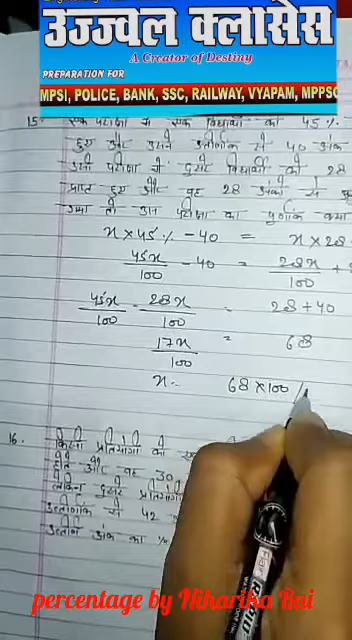 उज्ज्वल क्लासेस
A Creator of Destiny
PREPARATION FOR
MPSI, POLICE, BANK, SSC, RAILWAY, VYAPAM, MPPSC
15. एक परीक्षा में एक विद्यार्थी को 45 %
हुए और उसने उत्तीर्णांक से 40 अंक
उसी परीक्षा में दूसरे विद्यार्थी को 28
प्राप्त हुए और वह 28 अंकों से
गया तो उस परीक्षा का पूर्णांक क्या
x × 45 % - 40 = x × 28
45x/100 - 40 = 28x/100 +
45x/100 - 28x/100 = 28 + 40
17x/100 = 68
x = 68 × 100 /
16. किसी प्रतियोगी को
होते और वह 30
लेकिन दूसरे प्रतियोगी
उत्तीर्णांक से 42
उत्तीर्ण अंक का %
percentage by Niharika Rai